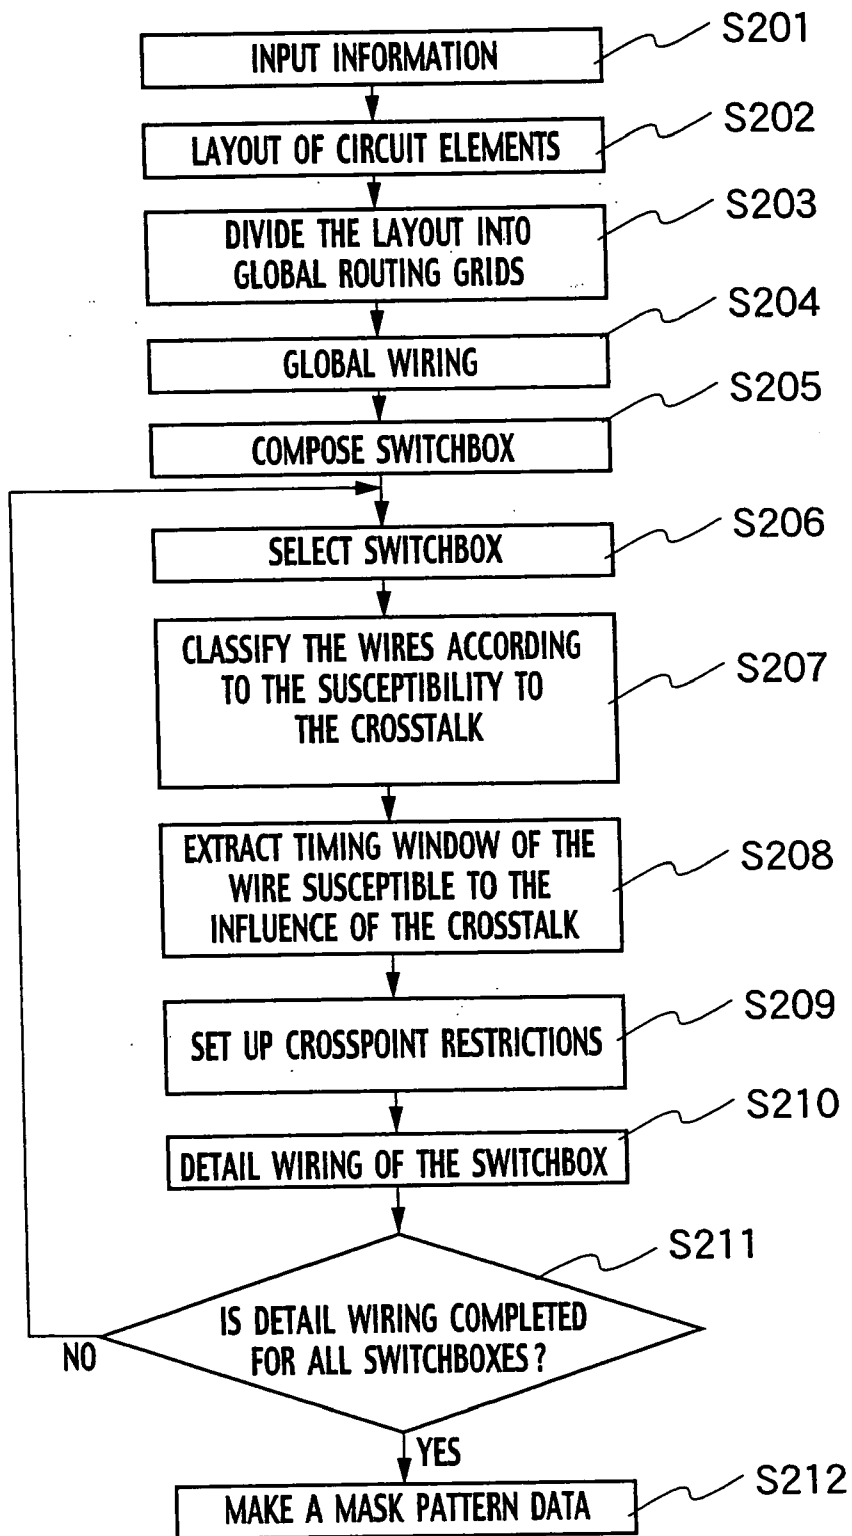 S201
INPUT INFORMATION
S202
LAYOUT OF CIRCUIT ELEMENTS
S203
DIVIDE THE LAYOUT INTO
GLOBAL ROUTING GRIDS
S204
GLOBAL WIRING
S205
COMPOSE SWITCHBOX
S206
SELECT SWITCHBOX
S207
CLASSIFY THE WIRES ACCORDING
TO THE SUSCEPTIBILITY TO
THE CROSSTALK
S208
EXTRACT TIMING WINDOW OF THE
WIRE SUSCEPTIBLE TO THE
INFLUENCE OF THE CROSSTALK
S209
SET UP CROSSPOINT RESTRICTIONS
S210
DETAIL WIRING OF THE SWITCHBOX
S211
IS DETAIL WIRING COMPLETED
FOR ALL SWITCHBOXES?
NO
YES
S212
MAKE A MASK PATTERN DATA